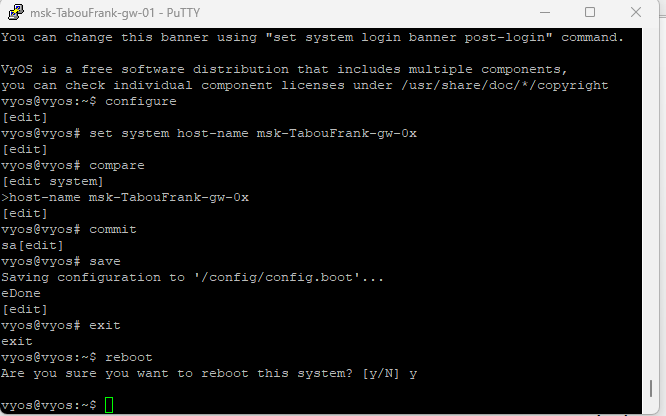 msk-TabouFrank-gw-01 - PuTTY
You can change this banner using "set system login banner post-login" command.
VyOS is a free software distribution that includes multiple components,
you can check individual component licenses under /usr/share/doc/*/copyright
vyos@vyos:~$ configure
[edit]
vyos@vyos# set system host-name msk-TabouFrank-gw-0x
[edit]
vyos@vyos# compare
[edit system]
>host-name msk-TabouFrank-gw-0x
[edit]
vyos@vyos# commit
sa[edit]
vyos@vyos# save
Saving configuration to '/config/config.boot'...
eDone
[edit]
vyos@vyos# exit
exit
vyos@vyos:~$ reboot
Are you sure you want to reboot this system? [y/N] y
vyos@vyos:~$